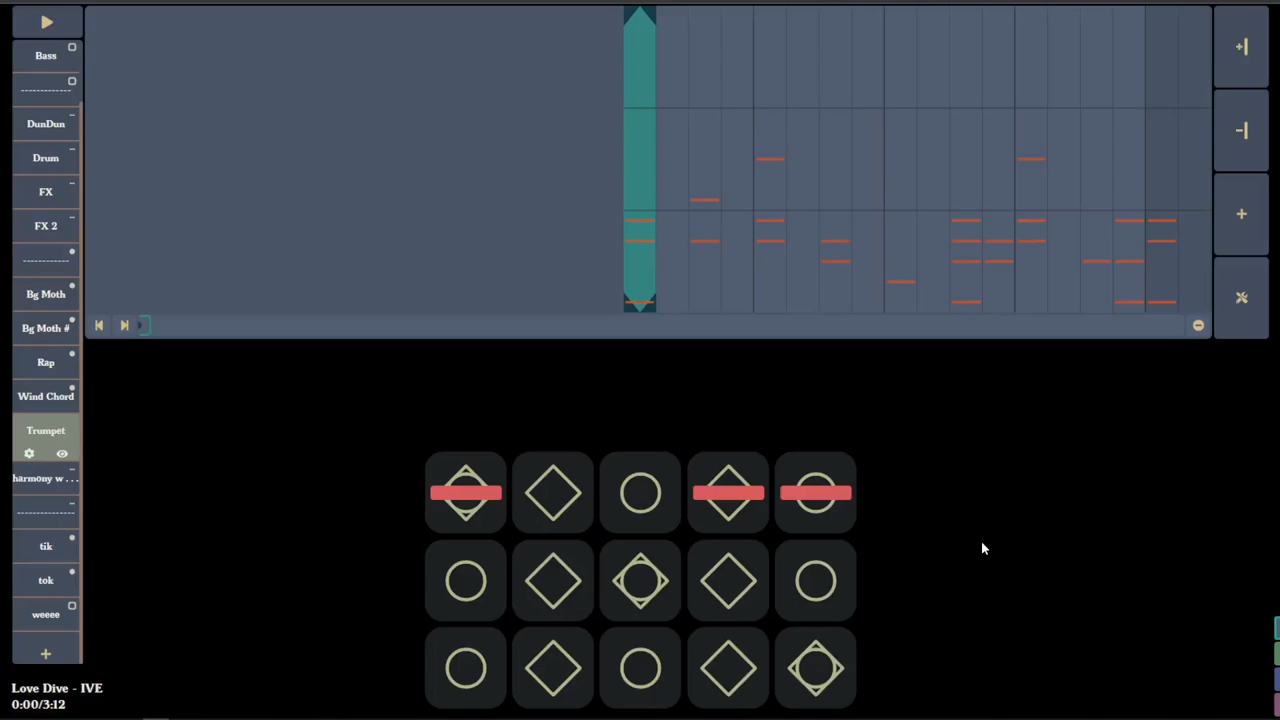 Bass
-------------
DunDun
Drum
FX
FX 2
------------
Bg Moth
Bg Moth #
Rap
Wind Chord
Trumpet
harmony w . . .
-------------
tik
tok
weeee
Love Dive - IVE
0:00/3:12